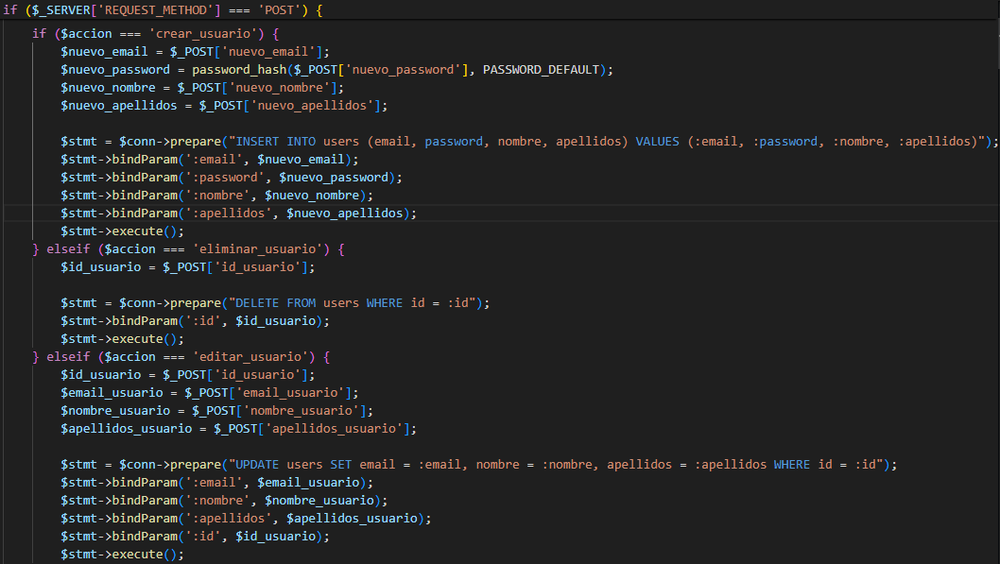 if ($_SERVER['REQUEST_METHOD'] === 'POST') {
if ($accion === 'crear_usuario') {
$nuevo_email = $_POST['nuevo_email'];
$nuevo_password = password_hash($_POST['nuevo_password'], PASSWORD_DEFAULT);
$nuevo_nombre = $_POST['nuevo_nombre'];
$nuevo_apellidos = $_POST['nuevo_apellidos'];
$stmt = $conn->prepare("INSERT INTO users (email, password, nombre, apellidos) VALUES (:email, :password, :nombre, :apellidos)");
$stmt->bindParam(':email', $nuevo_email);
$stmt->bindParam(':password', $nuevo_password);
$stmt->bindParam(':nombre', $nuevo_nombre);
$stmt->bindParam(':apellidos', $nuevo_apellidos);
$stmt->execute();
} elseif ($accion === 'eliminar_usuario') {
$id_usuario = $_POST['id_usuario'];
$stmt = $conn->prepare("DELETE FROM users WHERE id = :id");
$stmt->bindParam(':id', $id_usuario);
$stmt->execute();
} elseif ($accion === 'editar_usuario') {
$id_usuario = $_POST['id_usuario'];
$email_usuario = $_POST['email_usuario'];
$nombre_usuario = $_POST['nombre_usuario'];
$apellidos_usuario = $_POST['apellidos_usuario'];
$stmt = $conn->prepare("UPDATE users SET email = :email, nombre = :nombre, apellidos = :apellidos WHERE id = :id");
$stmt->bindParam(':email', $email_usuario);
$stmt->bindParam(':nombre', $nombre_usuario);
$stmt->bindParam(':apellidos', $apellidos_usuario);
$stmt->bindParam(':id', $id_usuario);
$stmt->execute();